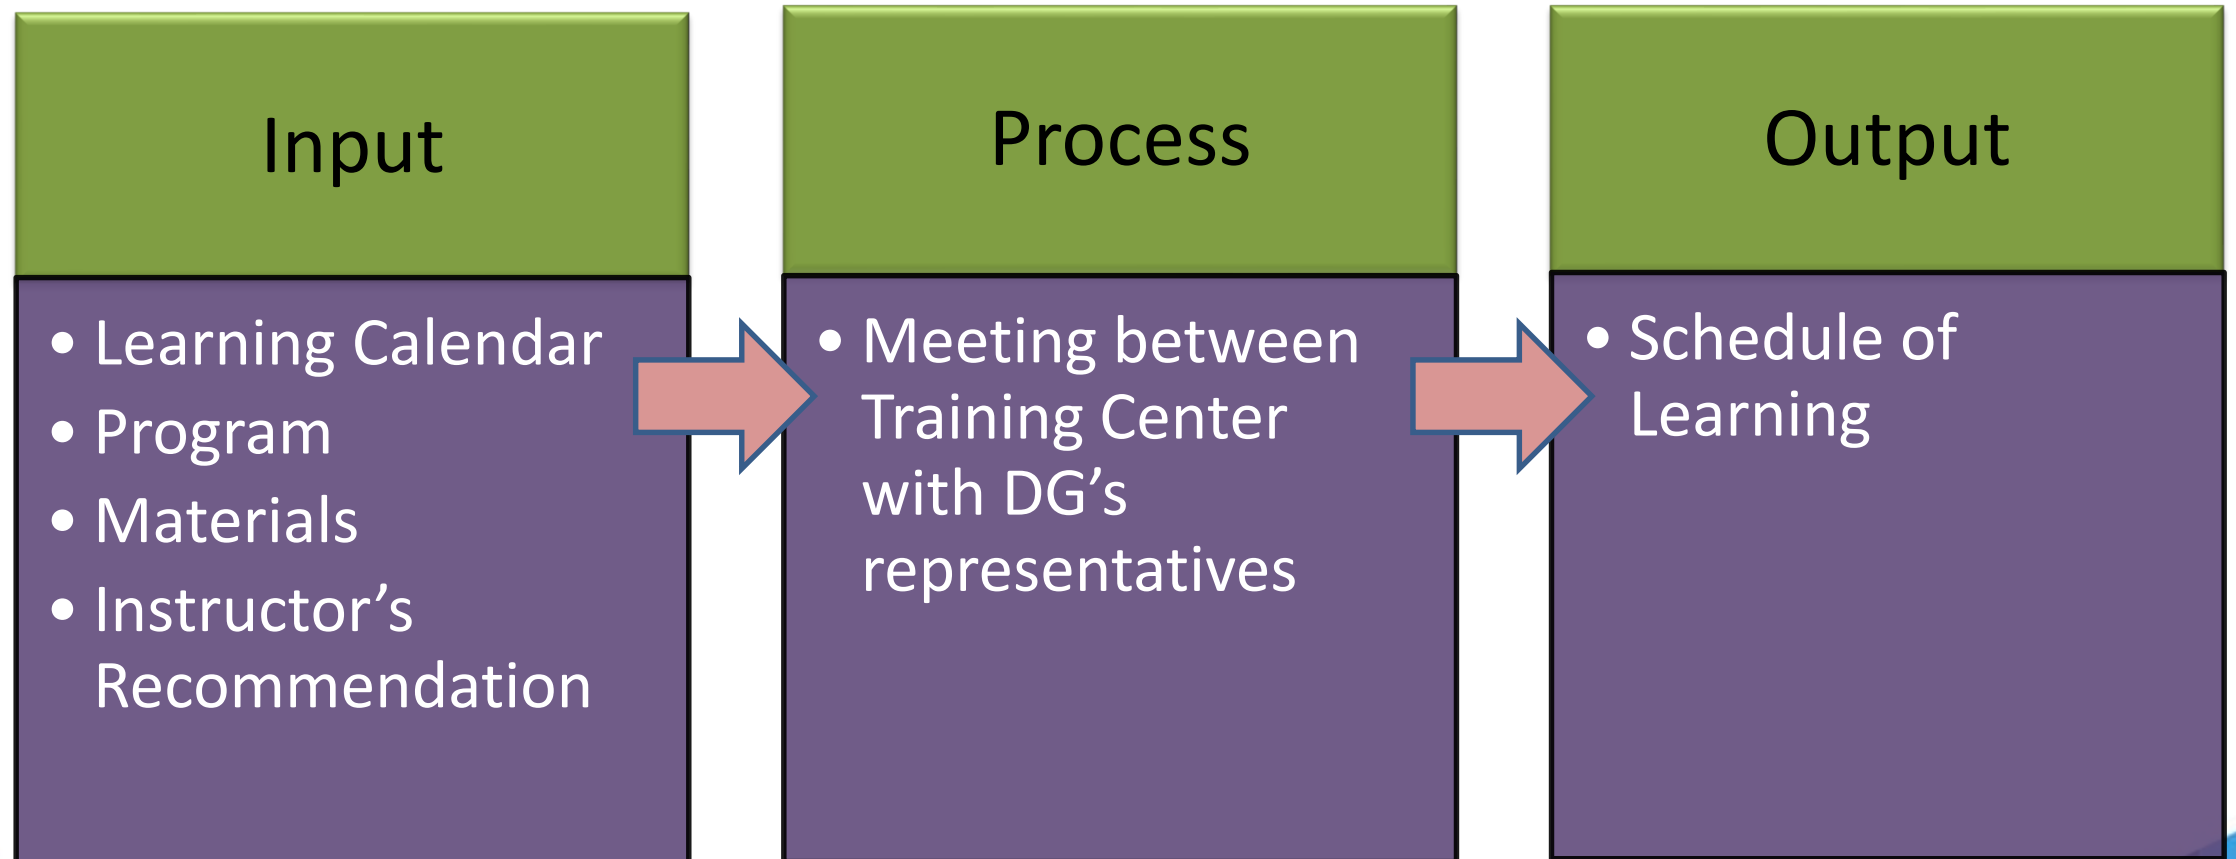 Input
• Learning Calendar
• Program
• Materials
• Instructor’s
Recommendation
Process
• Meeting between
Training Center
with DG’s
representatives
Output
• Schedule of
Learning